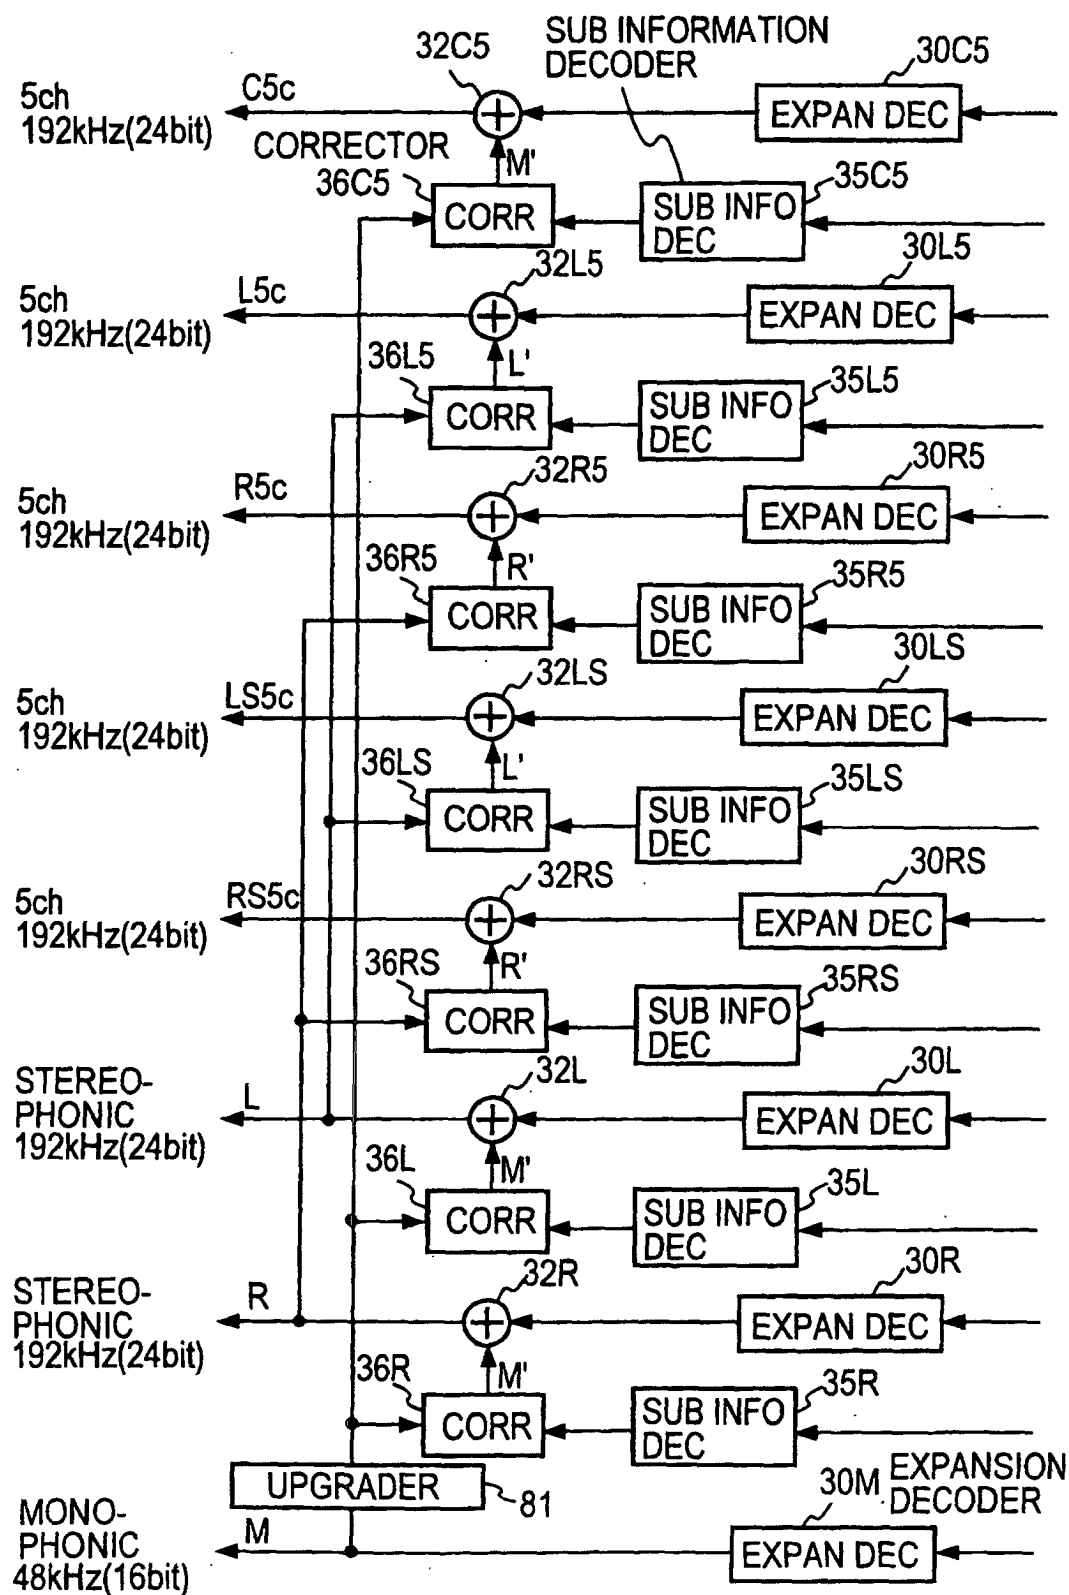 SUB INFORMATION
DECODER
32C5
30C5
5ch
192kHz(24bit)
C5c
EXPAN DEC
CORRECTOR
36C5
M'
35C5
CORR
SUB INFO
DEC
32L5
30L5
5ch
192kHz(24bit)
L5c
EXPAN DEC
36L5
L'
35L5
CORR
SUB INFO
DEC
32R5
30R5
5ch
192kHz(24bit)
R5c
EXPAN DEC
36R5
R'
35R5
CORR
SUB INFO
DEC
32LS
30LS
5ch
192kHz(24bit)
LS5c
EXPAN DEC
36LS
L'
35LS
CORR
SUB INFO
DEC
32RS
30RS
5ch
192kHz(24bit)
RS5c
EXPAN DEC
36RS
R'
35RS
CORR
SUB INFO
DEC
32L
30L
STEREO-
PHONIC
192kHz(24bit)
L
EXPAN DEC
36L
M'
35L
CORR
SUB INFO
DEC
32R
30R
STEREO-
PHONIC
192kHz(24bit)
R
EXPAN DEC
36R
M'
35R
CORR
SUB INFO
DEC
UPGRADER
81
30M
EXPANSION
DECODER
MONO-
PHONIC
48kHz(16bit)
M
EXPAN DEC